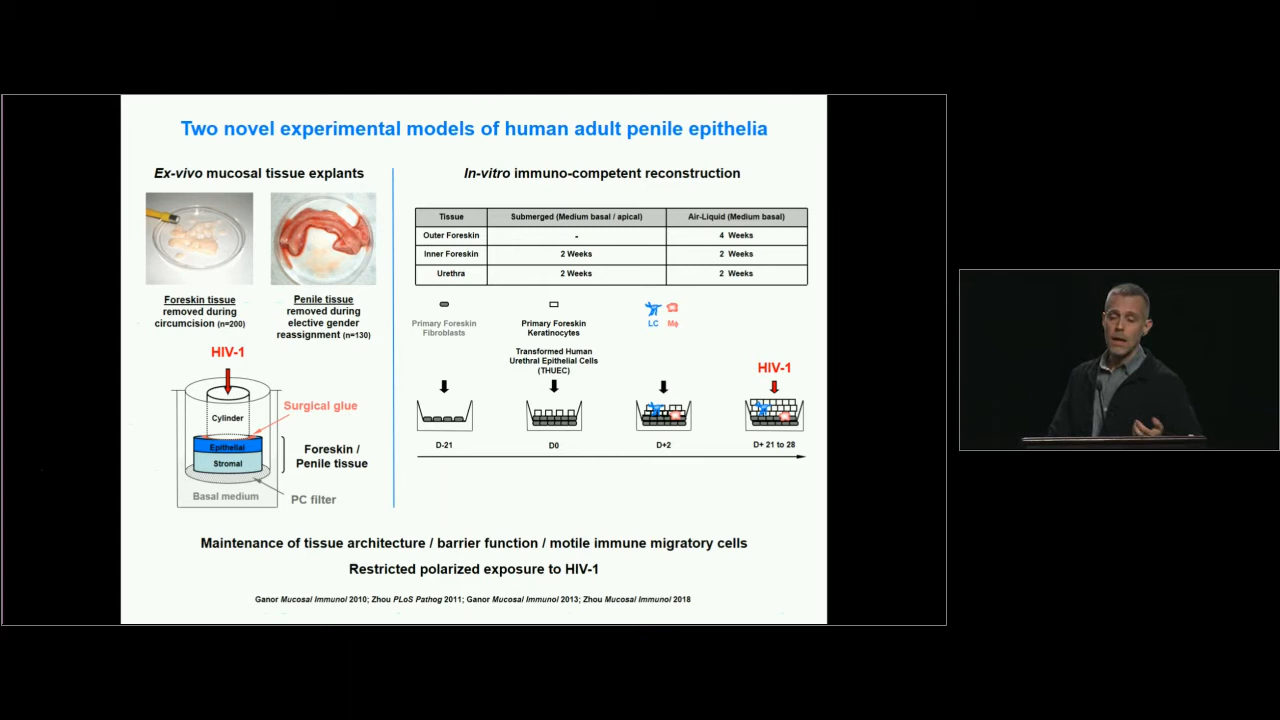 Two novel experimental models of human adult penile epithelia
Ex-vivo mucosal tissue explants
Foreskin tissue
removed during
circumcision (n=200)
Penile tissue
removed during
elective gender
reassignment (n=130)
HIV-1
Cylinder
Surgical glue
Epithelial
Stromal
Foreskin /
Penile tissue
Basal medium
PC filter
In-vitro immuno-competent reconstruction
Tissue Submerged (Medium basal / apical) Air-Liquid (Medium basal)
Outer Foreskin - 4 Weeks
Inner Foreskin 2 Weeks 2 Weeks
Urethra 2 Weeks 2 Weeks
Primary Foreskin
Fibroblasts
Primary Foreskin
Keratinocytes
Transformed Human
Urethral Epithelial Cells
(THUEC)
LC Mϕ
HIV-1
D-21 D0 D+2 D+ 21 to 28
Maintenance of tissue architecture / barrier function / motile immune migratory cells
Restricted polarized exposure to HIV-1
Ganor Mucosal Immunol 2010; Zhou PLoS Pathog 2011; Ganor Mucosal Immunol 2013; Zhou Mucosal Immunol 2018